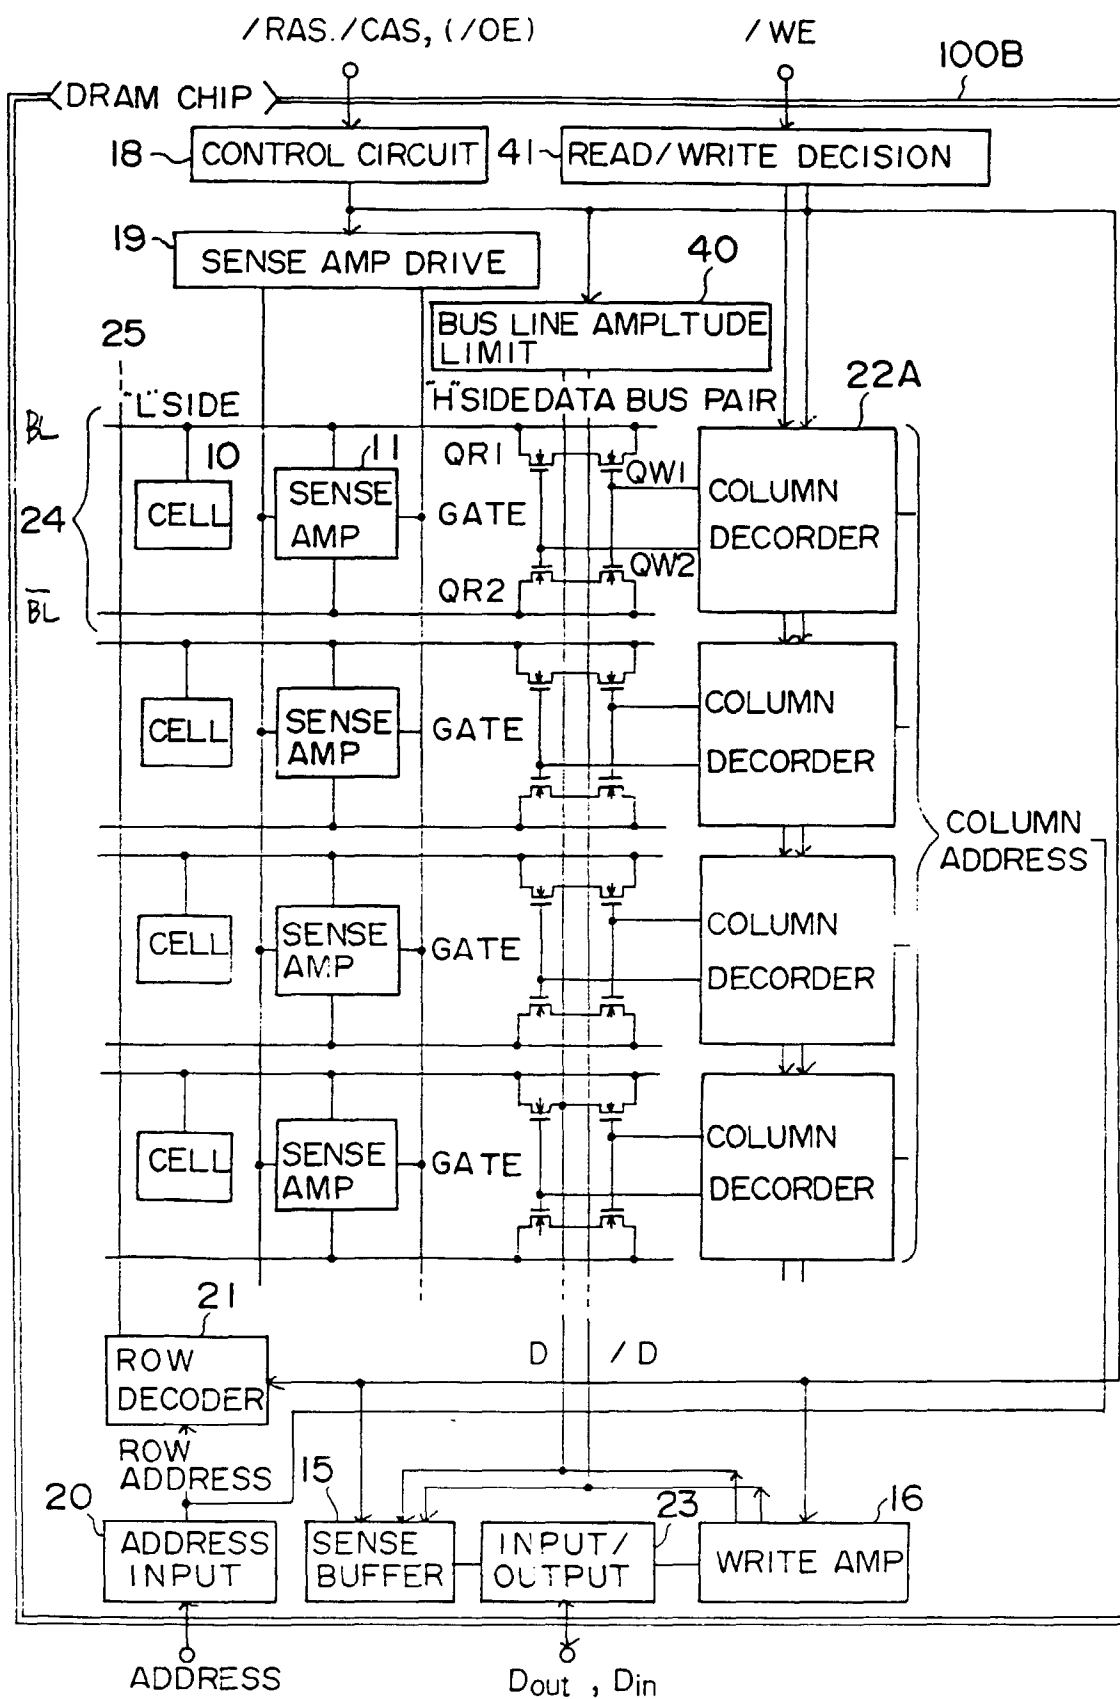 /RAS./CAS, (/OE)
/WE
100B
DRAM CHIP
18
CONTROL CIRCUIT
41
READ/WRITE DECISION
19
SENSE AMP DRIVE
40
BUS LINE AMPLTUDE
LIMIT
25
"L" SIDE
"H" SIDE DATA BUS PAIR
22A
BL
10
11
QR1
QW1
24
CELL
SENSE
AMP
GATE
COLUMN
DECORDER
QW2
QR2
BL
CELL
SENSE
AMP
GATE
COLUMN
DECORDER
COLUMN
ADDRESS
CELL
SENSE
AMP
GATE
COLUMN
DECORDER
CELL
SENSE
AMP
GATE
COLUMN
DECORDER
21
ROW
DECODER
D
/ D
ROW
ADDRESS
20
ADDRESS
INPUT
15
SENSE
BUFFER
23
INPUT/
OUTPUT
16
WRITE AMP
ADDRESS
Dout , Din